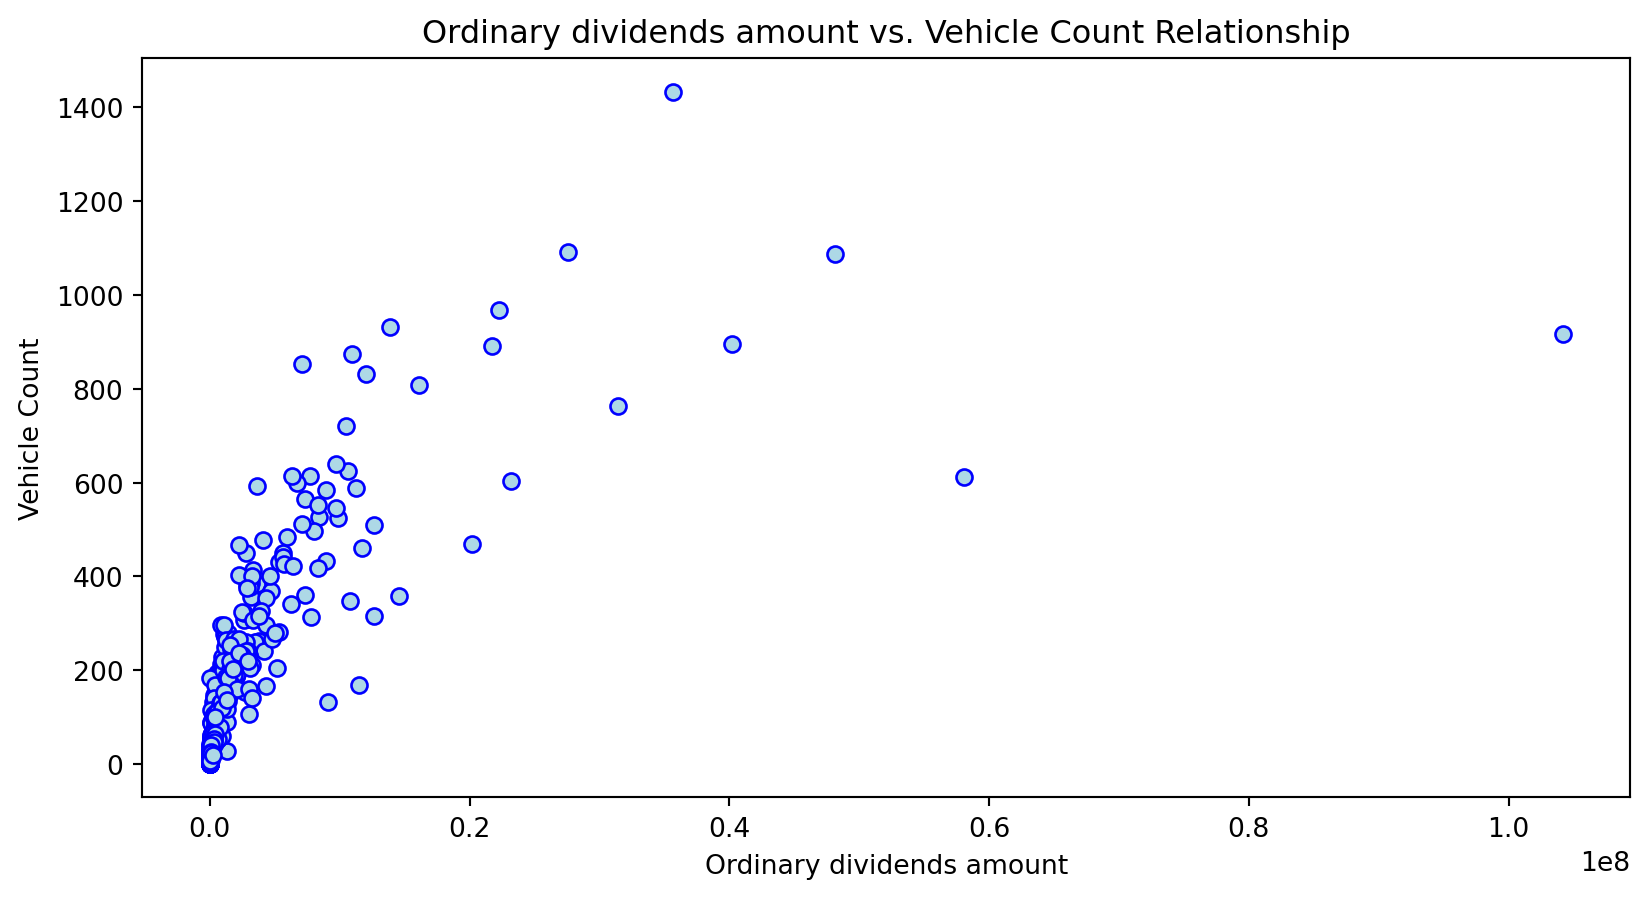 Ordinary dividends amount vs. Vehicle Count Relationship
1400
1200
1000
800
600
400
200
0
Vehicle Count
0.0 0.2 0.4 0.6 0.8 1.0
1e8
Ordinary dividends amount